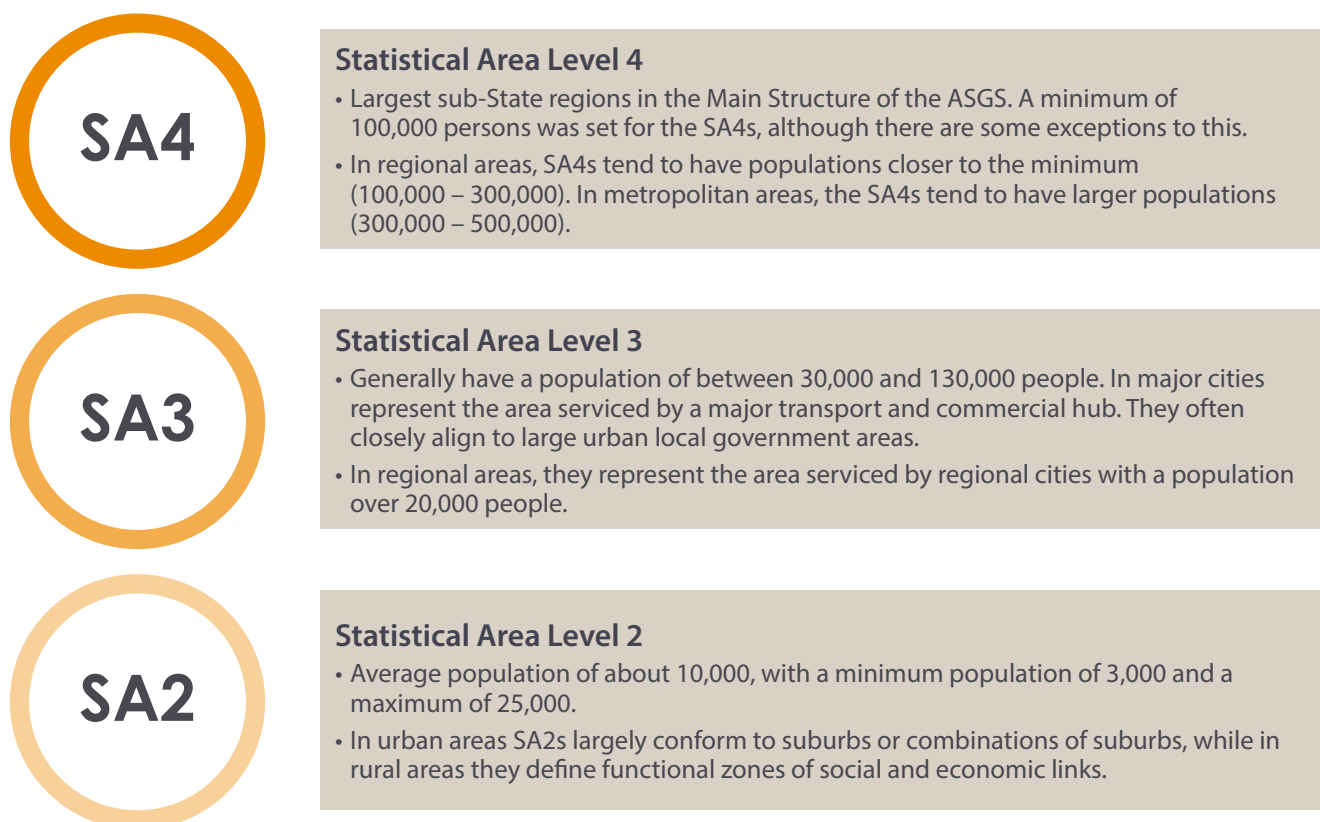 SA4
Statistical Area Level 4
• Largest sub-State regions in the Main Structure of the ASGS. A minimum of
100,000 persons was set for the SA4s, although there are some exceptions to this.
• In regional areas, SA4s tend to have populations closer to the minimum
(100,000 – 300,000). In metropolitan areas, the SA4s tend to have larger populations
(300,000 – 500,000).
SA3
Statistical Area Level 3
• Generally have a population of between 30,000 and 130,000 people. In major cities
represent the area serviced by a major transport and commercial hub. They often
closely align to large urban local government areas.
• In regional areas, they represent the area serviced by regional cities with a population
over 20,000 people.
SA2
Statistical Area Level 2
• Average population of about 10,000, with a minimum population of 3,000 and a
maximum of 25,000.
• In urban areas SA2s largely conform to suburbs or combinations of suburbs, while in
rural areas they define functional zones of social and economic links.